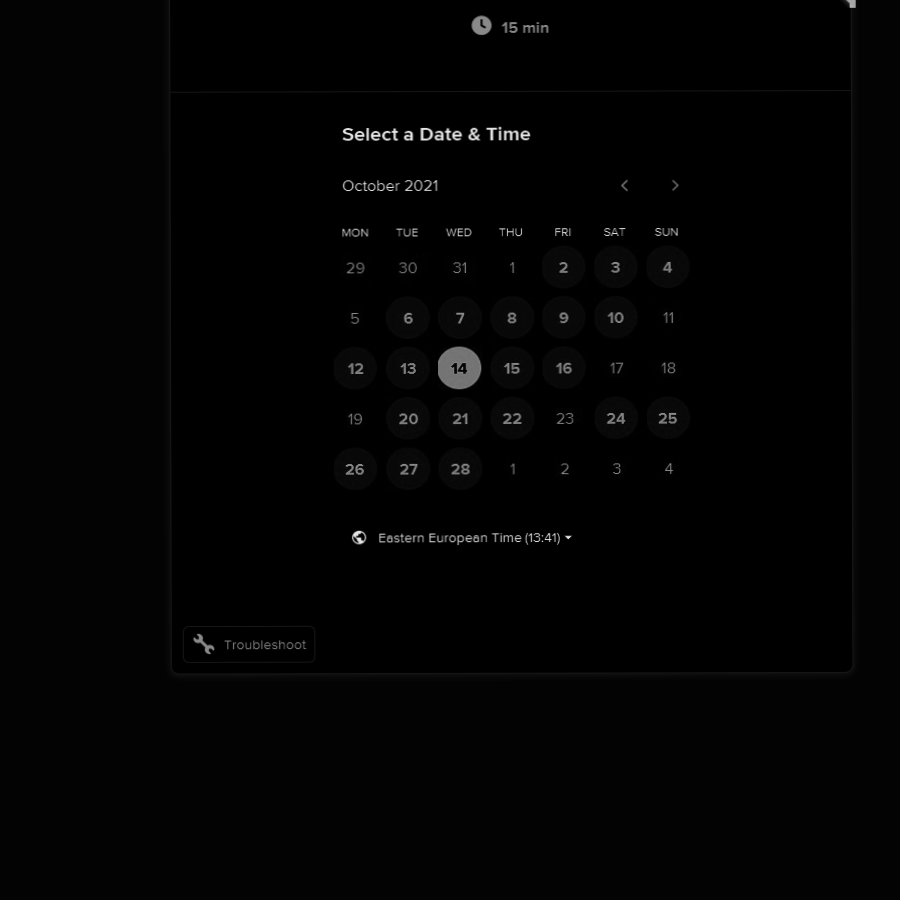 15 min
Select a Date & Time
October 2021
MON TUE WED THU FRI SAT SUN
29 30 31 1 2 3 4
5 6 7 8 9 10 11
12 13 14 15 16 17 18
19 20 21 22 23 24 25
26 27 28 1 2 3 4
Eastern European Time (13:41)
Troubleshoot